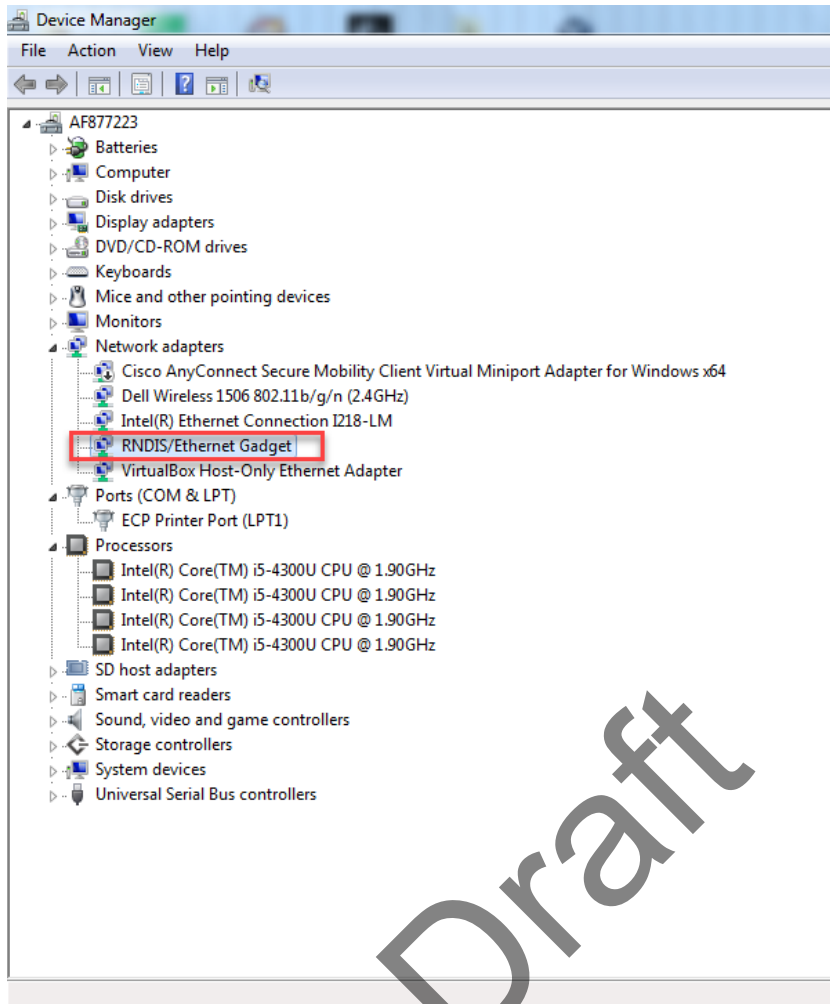 Device Manager
File Action View Help
AF877223
Batteries
Computer
Disk drives
Display adapters
DVD/CD-ROM drives
Keyboards
Mice and other pointing devices
Monitors
Network adapters
Cisco AnyConnect Secure Mobility Client Virtual Miniport Adapter for Windows x64
Dell Wireless 1506 802.11b/g/n (2.4GHz)
Intel(R) Ethernet Connection I218-LM
RNDIS/Ethernet Gadget
VirtualBox Host-Only Ethernet Adapter
Ports (COM & LPT)
ECP Printer Port (LPT1)
Processors
Intel(R) Core(TM) i5-4300U CPU @ 1.90GHz
Intel(R) Core(TM) i5-4300U CPU @ 1.90GHz
Intel(R) Core(TM) i5-4300U CPU @ 1.90GHz
Intel(R) Core(TM) i5-4300U CPU @ 1.90GHz
SD host adapters
Smart card readers
Sound, video and game controllers
Storage controllers
System devices
Universal Serial Bus controllers
Draft